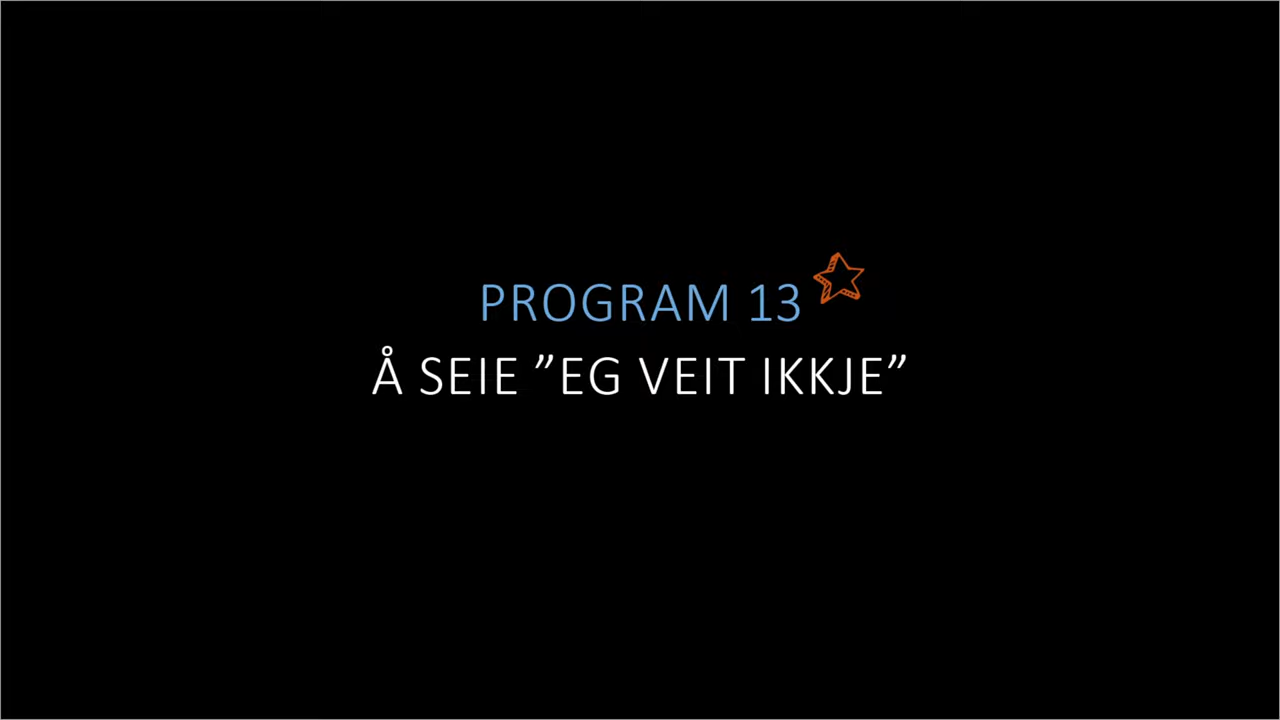 PROGRAM 13
Å SEIE ”EG VEIT IKKJE”